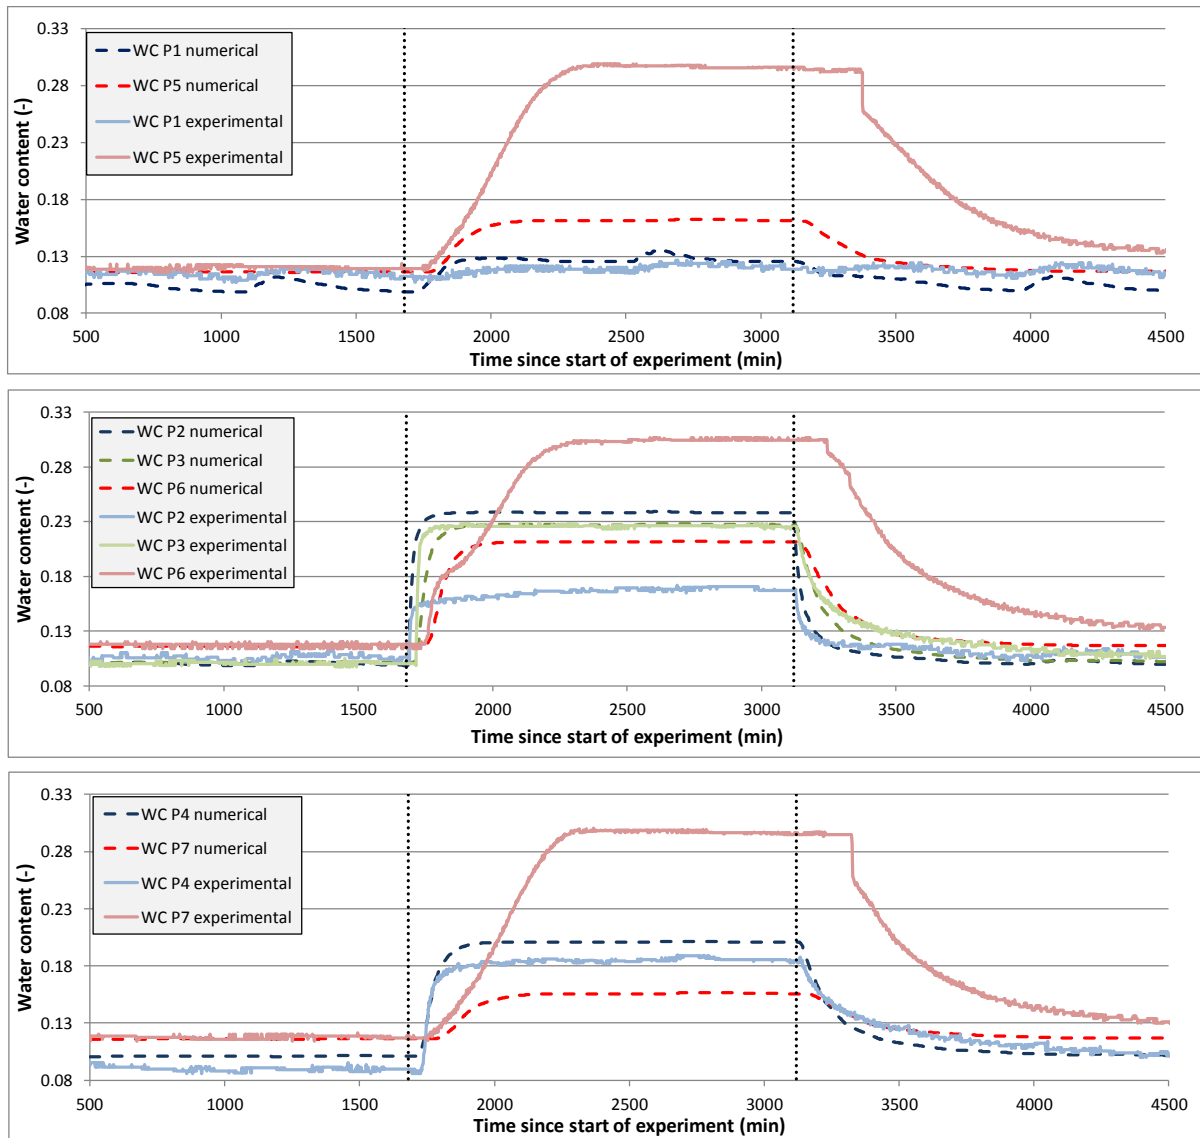 0.33
0.28
0.23
0.18
0.13
0.08
Water content (-)
WC P1 numerical
WC P5 numerical
WC P1 experimental
WC P5 experimental
500 1000 1500 2000 2500 3000 3500 4000 4500
Time since start of experiment (min)
0.33
0.28
0.23
0.18
0.13
0.08
Water content (-)
WC P2 numerical
WC P3 numerical
WC P6 numerical
WC P2 experimental
WC P3 experimental
WC P6 experimental
500 1000 1500 2000 2500 3000 3500 4000 4500
Time since start of experiment (min)
0.33
0.28
0.23
0.18
0.13
0.08
Water content (-)
WC P4 numerical
WC P7 numerical
WC P4 experimental
WC P7 experimental
500 1000 1500 2000 2500 3000 3500 4000 4500
Time since start of experiment (min)